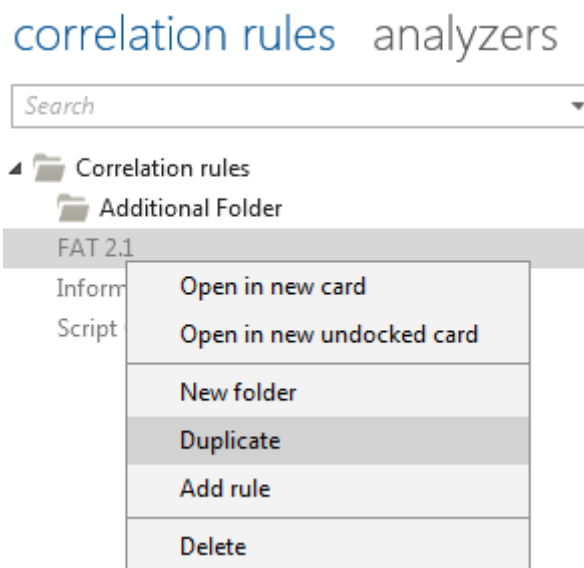 correlation rules analyzers
Search
Correlation rules
Additional Folder
FAT 2.1
Open in new card
Script
Open in new undocked card
New folder
Duplicate
Add rule
Delete